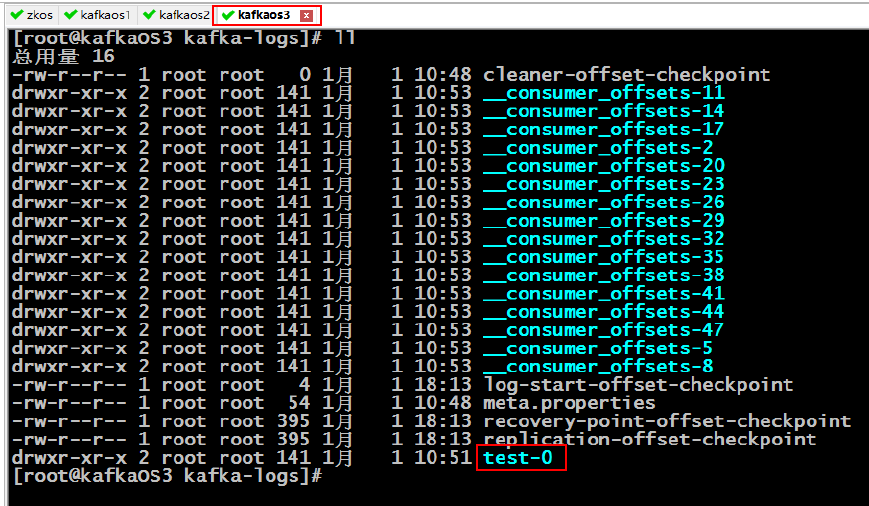 zkos kafkaos1 kafkaos2 kafkaos3 x
[root@kafkaOS3 kafka-logs]# ll
总用量 16
-rw-r--r-- 1 root root   0 1月   1 10:48 cleaner-offset-checkpoint
drwxr-xr-x 2 root root 141 1月   1 10:53 __consumer_offsets-11
drwxr-xr-x 2 root root 141 1月   1 10:53 __consumer_offsets-14
drwxr-xr-x 2 root root 141 1月   1 10:53 __consumer_offsets-17
drwxr-xr-x 2 root root 141 1月   1 10:53 __consumer_offsets-2
drwxr-xr-x 2 root root 141 1月   1 10:53 __consumer_offsets-20
drwxr-xr-x 2 root root 141 1月   1 10:53 __consumer_offsets-23
drwxr-xr-x 2 root root 141 1月   1 10:53 __consumer_offsets-26
drwxr-xr-x 2 root root 141 1月   1 10:53 __consumer_offsets-29
drwxr-xr-x 2 root root 141 1月   1 10:53 __consumer_offsets-32
drwxr-xr-x 2 root root 141 1月   1 10:53 __consumer_offsets-35
drwxr-xr-x 2 root root 141 1月   1 10:53 __consumer_offsets-38
drwxr-xr-x 2 root root 141 1月   1 10:53 __consumer_offsets-41
drwxr-xr-x 2 root root 141 1月   1 10:53 __consumer_offsets-44
drwxr-xr-x 2 root root 141 1月   1 10:53 __consumer_offsets-47
drwxr-xr-x 2 root root 141 1月   1 10:53 __consumer_offsets-5
drwxr-xr-x 2 root root 141 1月   1 10:53 __consumer_offsets-8
-rw-r--r-- 1 root root   4 1月   1 18:13 log-start-offset-checkpoint
-rw-r--r-- 1 root root  54 1月   1 10:48 meta.properties
-rw-r--r-- 1 root root 395 1月   1 18:13 recovery-point-offset-checkpoint
-rw-r--r-- 1 root root 395 1月   1 18:13 replication-offset-checkpoint
drwxr-xr-x 2 root root 141 1月   1 10:51 test-0
[root@kafkaOS3 kafka-logs]#